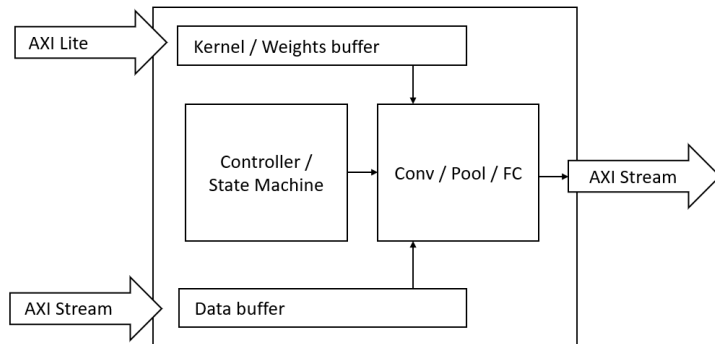 AXI Lite
Kernel / Weights buffer
Controller /
State Machine
Conv / Pool / FC
AXI Stream
AXI Stream
Data buffer